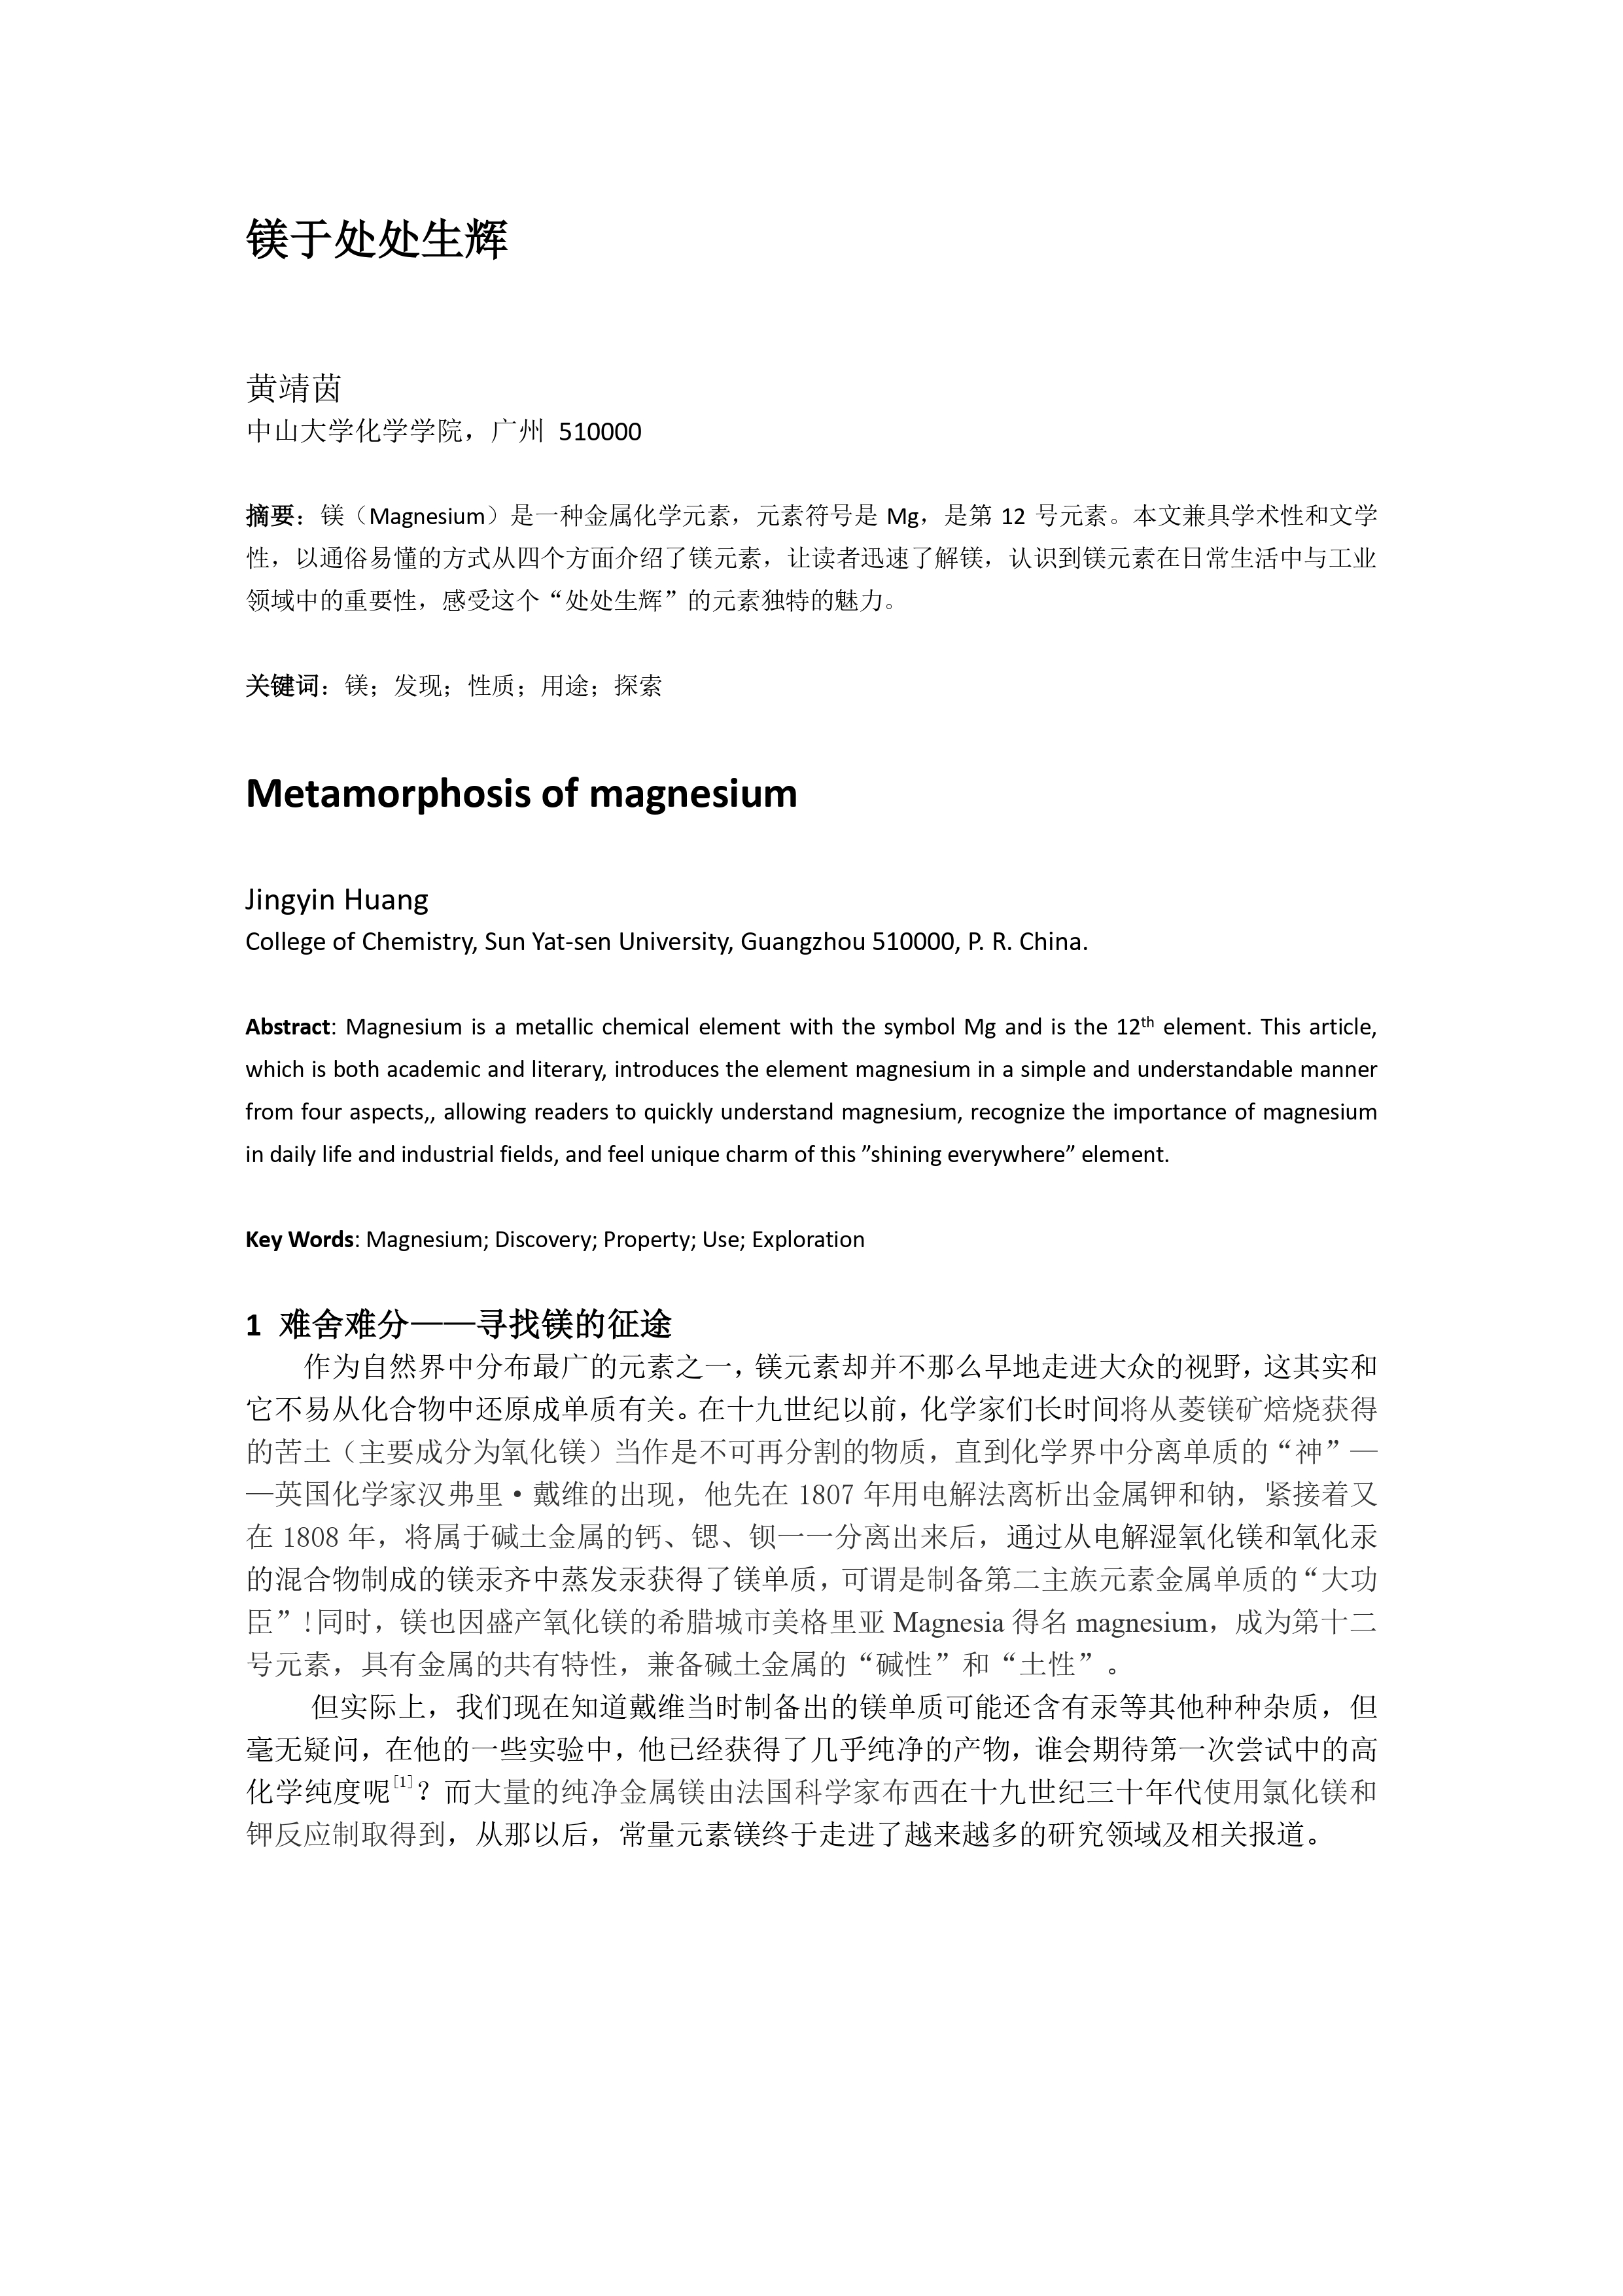 镁于处处生辉
黄靖茵
中山大学化学学院，广州 510000
摘要：镁（Magnesium）是一种金属化学元素，元素符号是 Mg，是第 12 号元素。本文兼具学术性和文学
性，以通俗易懂的方式从四个方面介绍了镁元素，让读者迅速了解镁，认识到镁元素在日常生活中与工业
领域中的重要性，感受这个“处处生辉”的元素独特的魅力。
关键词：镁；发现；性质；用途；探索
Metamorphosis of magnesium
Jingyin Huang
College of Chemistry, Sun Yat-sen University, Guangzhou 510000, P. R. China.
Abstract: Magnesium is a metallic chemical element with the symbol Mg and is the 12th element. This article,
which is both academic and literary, introduces the element magnesium in a simple and understandable manner
from four aspects,, allowing readers to quickly understand magnesium, recognize the importance of magnesium
in daily life and industrial fields, and feel unique charm of this ”shining everywhere” element.
Key Words: Magnesium; Discovery; Property; Use; Exploration
1 难舍难分——寻找镁的征途
作为自然界中分布最广的元素之一，镁元素却并不那么早地走进大众的视野，这其实和
它不易从化合物中还原成单质有关。在十九世纪以前，化学家们长时间将从菱镁矿焙烧获得
的苦土（主要成分为氧化镁）当作是不可再分割的物质，直到化学界中分离单质的“神”—
—英国化学家汉弗里·戴维的出现，他先在 1807 年用电解法离析出金属钾和钠，紧接着又
在 1808 年，将属于碱土金属的钙、锶、钡一一分离出来后，通过从电解湿氧化镁和氧化汞
的混合物制成的镁汞齐中蒸发汞获得了镁单质，可谓是制备第二主族元素金属单质的“大功
臣”！同时，镁也因盛产氧化镁的希腊城市美格里亚 Magnesia 得名 magnesium，成为第十二
号元素，具有金属的共有特性，兼备碱土金属的“碱性”和“土性”。
但实际上，我们现在知道戴维当时制备出的镁单质可能还含有汞等其他种种杂质，但
毫无疑问，在他的一些实验中，他已经获得了几乎纯净的产物，谁会期待第一次尝试中的高
化学纯度呢[1]？而大量的纯净金属镁由法国科学家布西在十九世纪三十年代使用氯化镁和
钾反应制取得到，从那以后，常量元素镁终于走进了越来越多的研究领域及相关报道。